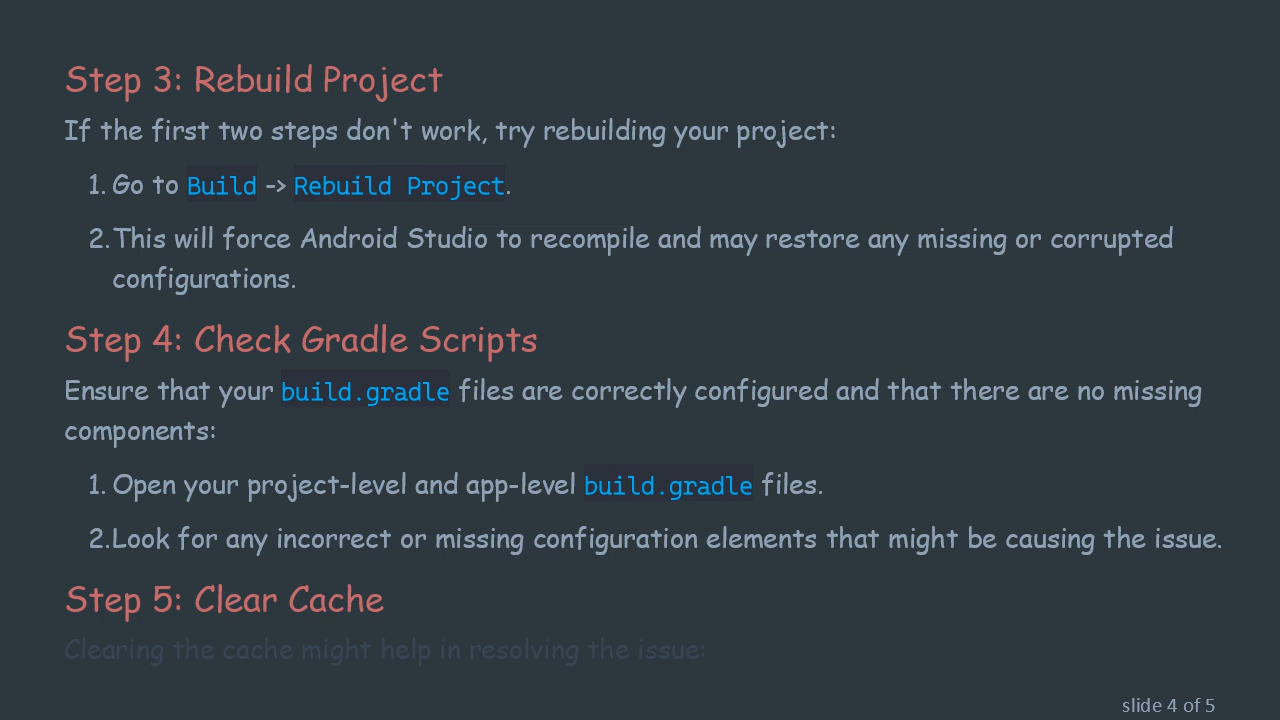 Step 3: Rebuild Project
If the first two steps don't work, try rebuilding your project:
1. Go to Build -> Rebuild Project.
2. This will force Android Studio to recompile and may restore any missing or corrupted
configurations.
Step 4: Check Gradle Scripts
Ensure that your build.gradle files are correctly configured and that there are no missing
components:
1. Open your project-level and app-level build.gradle files.
2. Look for any incorrect or missing configuration elements that might be causing the issue.
Step 5: Clear Cache
Clearing the cache might help in resolving the issue:
slide 4 of 5